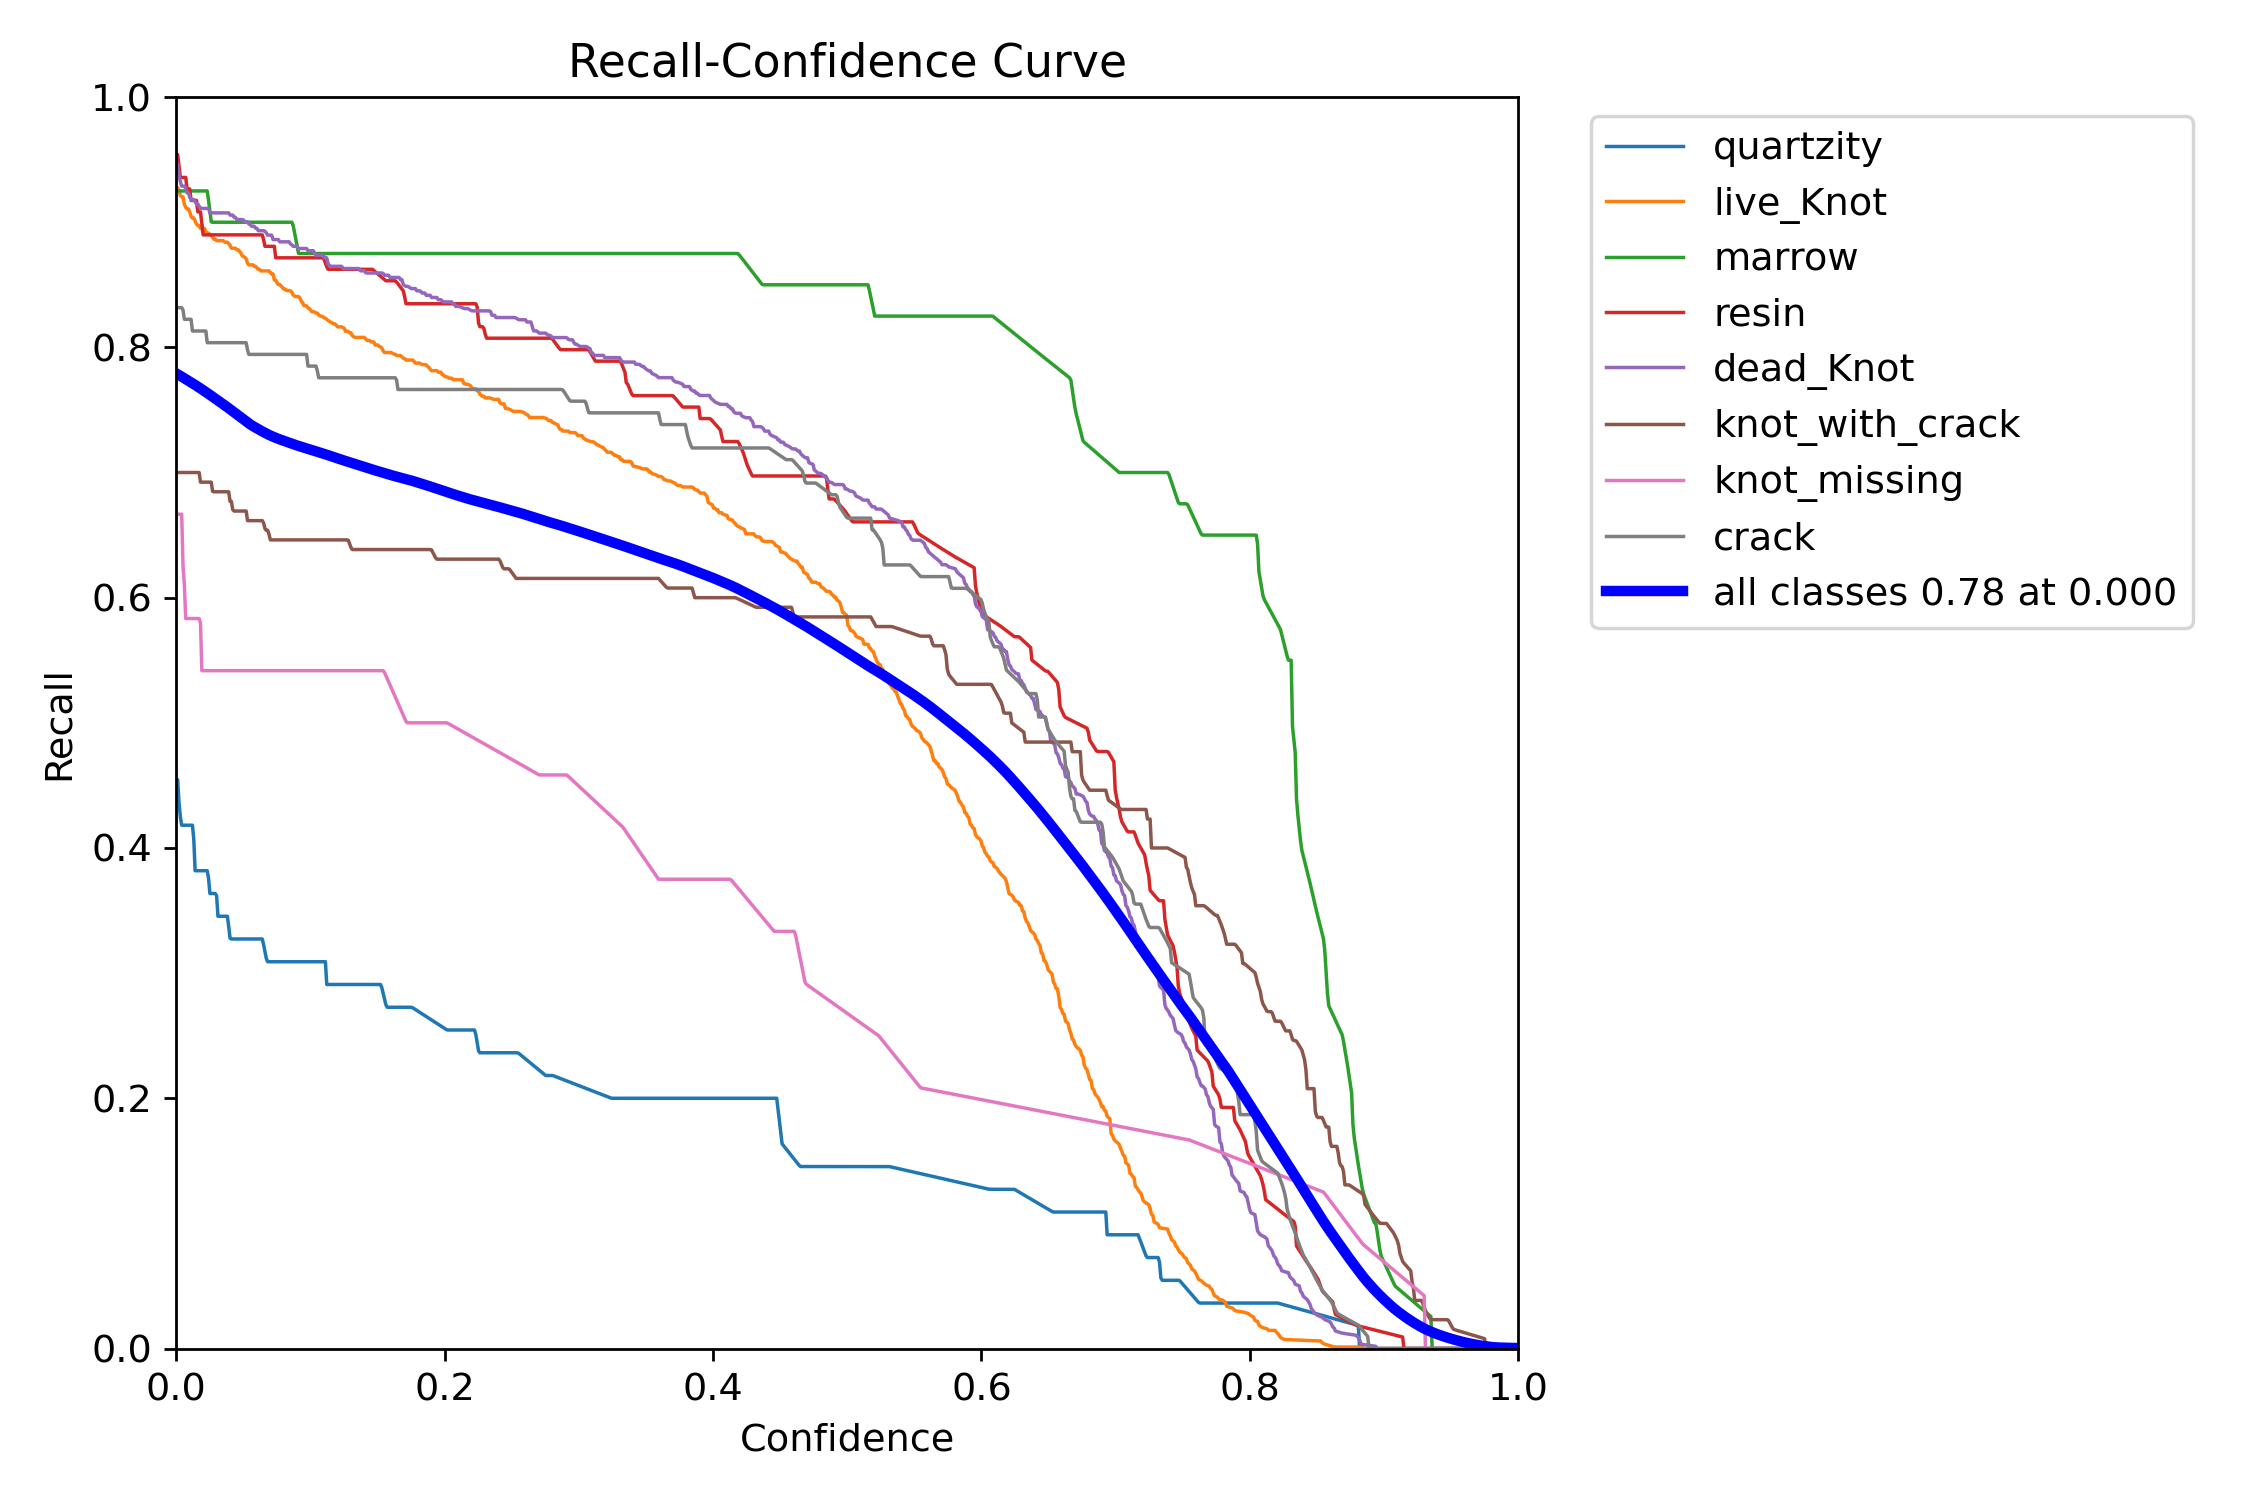 Recall-Confidence Curve
1.0
0.8
0.6
0.4
0.2
0.0
Recall
0.0 0.2 0.4 0.6 0.8 1.0
Confidence
quartzity
live_Knot
marrow
resin
dead_Knot
knot_with_crack
knot_missing
crack
all classes 0.78 at 0.000